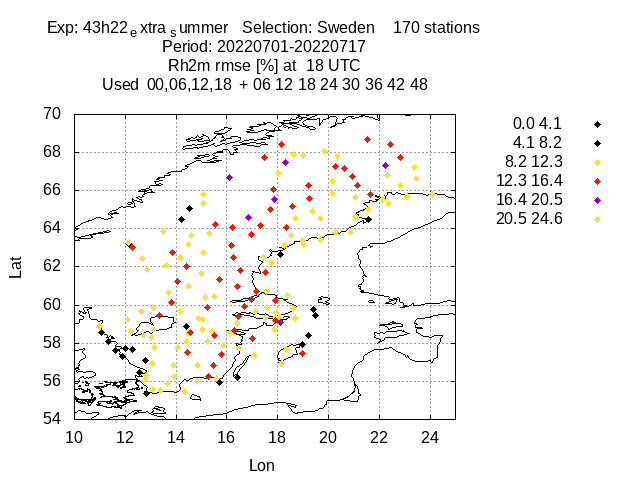 Exp: 43h22 e xtra s ummer   Selection: Sweden    170 stations
Period: 20220701-20220717
Rh2m rmse [%] at  18 UTC
Used  00,06,12,18  + 06 12 18 24 30 36 42 48
0.0 4.1
4.1 8.2
8.2 12.3
12.3 16.4
16.4 20.5
20.5 24.6
70
68
66
64
62
60
58
56
54
10 12 14 16 18 20 22 24
Lat
Lon